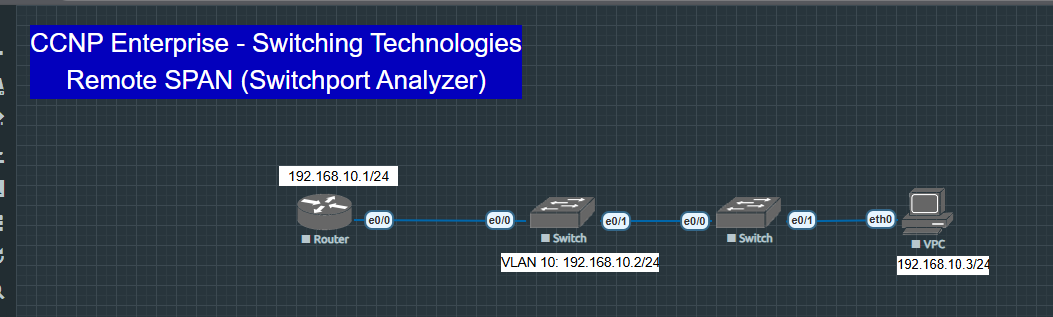 CCNP Enterprise - Switching Technologies
Remote SPAN (Switchport Analyzer)
192.168.10.1/24
e0/0
e0/0
e0/1
e0/0
e0/1
eth0
Router
Switch
Switch
VPC
VLAN 10: 192.168.10.2/24
192.168.10.3/24